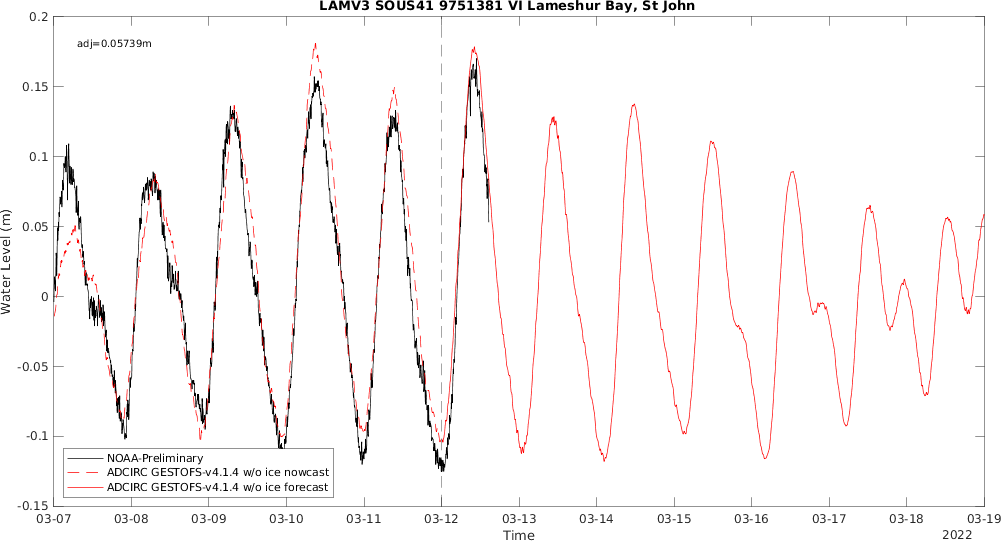 LAMV3 SOUS41 9751381 VI Lameshur Bay, St John
adj=0.05739m
Water Level (m)
0.2
0.15
0.1
0.05
0
-0.05
-0.1
-0.15
NOAA-Preliminary
ADCIRC GESTOFS-v4.1.4 w/o ice nowcast
ADCIRC GESTOFS-v4.1.4 w/o ice forecast
03-07 03-08 03-09 03-10 03-11 03-12 03-13 03-14 03-15 03-16 03-17 03-18 03-19
Time
2022